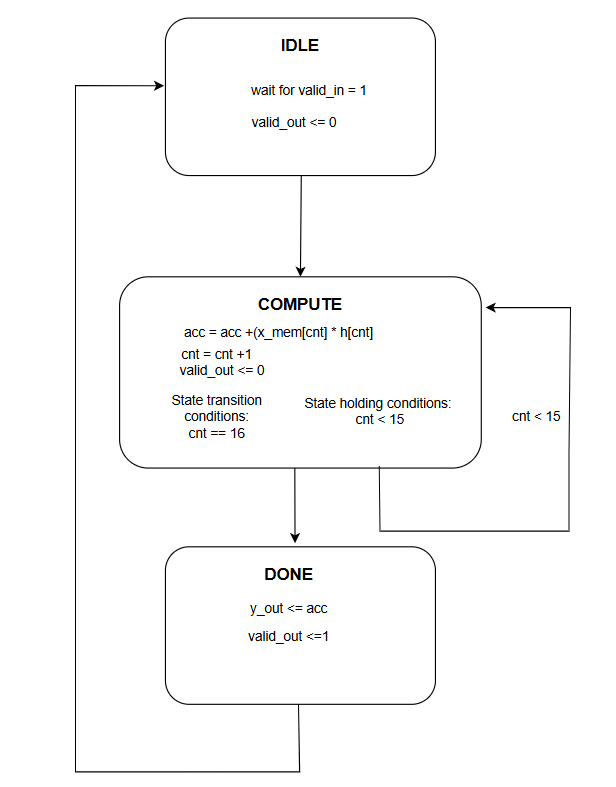 IDLE
wait for valid_in = 1
valid_out <= 0
COMPUTE
acc = acc +(x_mem[cnt] * h[cnt]
cnt = cnt +1
valid_out <= 0
State transition
conditions:
cnt == 16
State holding conditions:
cnt < 15
cnt < 15
DONE
y_out <= acc
valid_out <=1